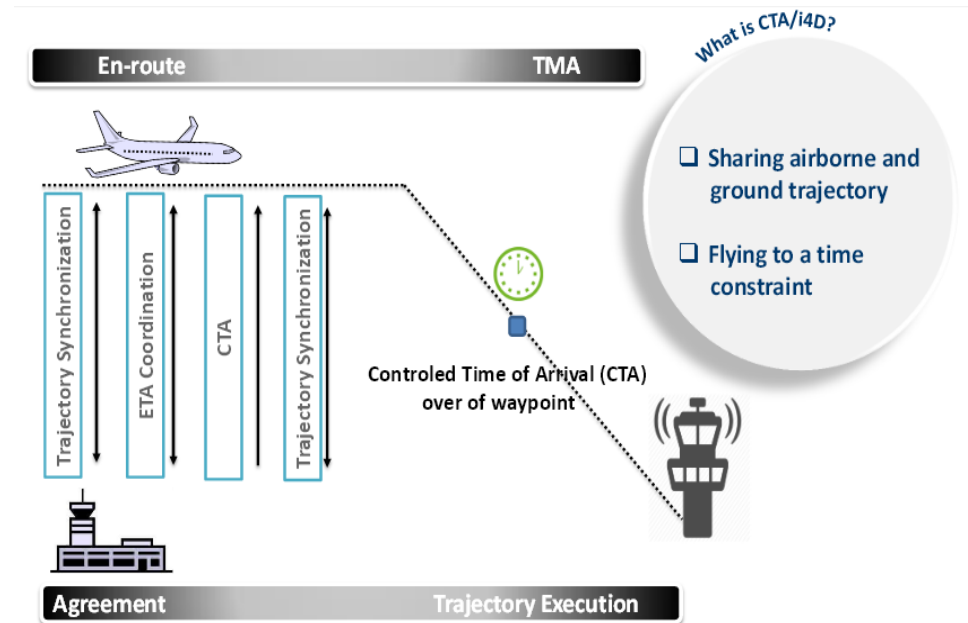 What is CTA/i4D?
En-route
TMA
Sharing airborne and
ground trajectory
Flying to a time
constraint
Trajectory Synchronization
ETA Coordination
CTA
Trajectory Synchronization
Controled Time of Arrival (CTA)
over of waypoint
Agreement
Trajectory Execution